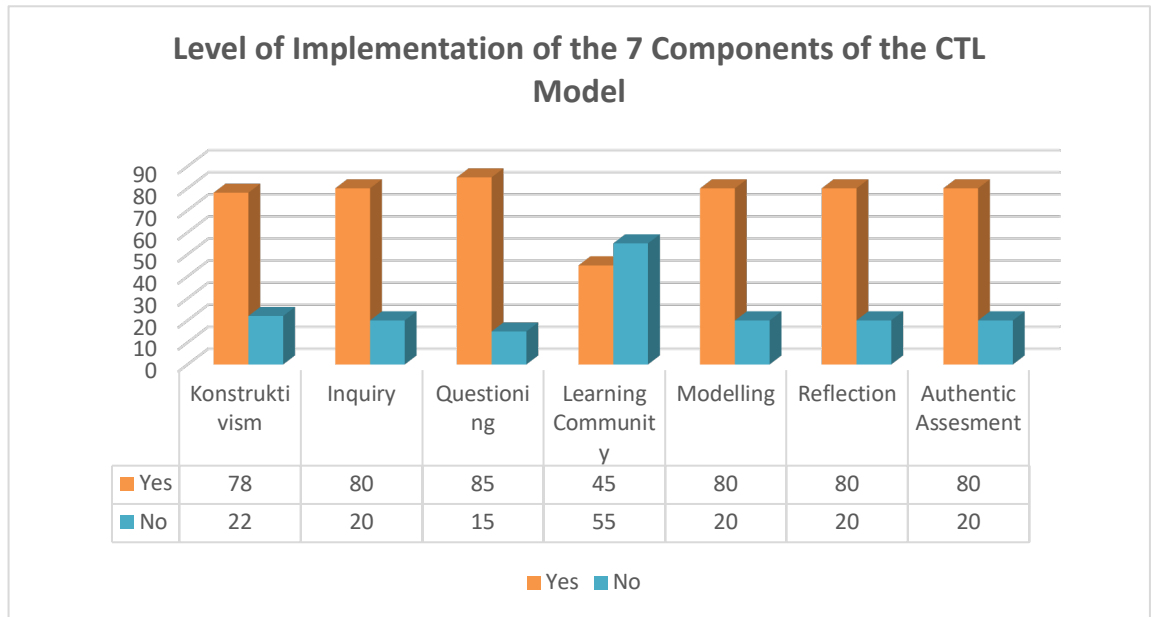 Level of Implementation of the 7 Components of the CTL
Model
90
80
70
60
50
40
30
20
10
0
Konstrukti
vism
Inquiry
Questioni
ng
Learning
Communit
y
Modelling
Reflection
Authentic
Assesment
Yes 78 80 85 45 80 80 80
No 22 20 15 55 20 20 20
Yes No